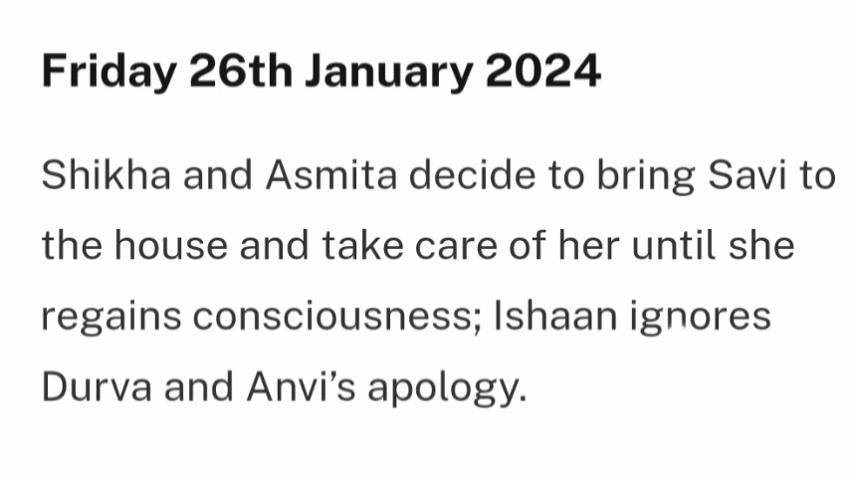 Friday 26th January 2024
Shikha and Asmita decide to bring Savi to
the house and take care of her until she
regains consciousness; Ishaan ignores
Durva and Anvi’s apology.